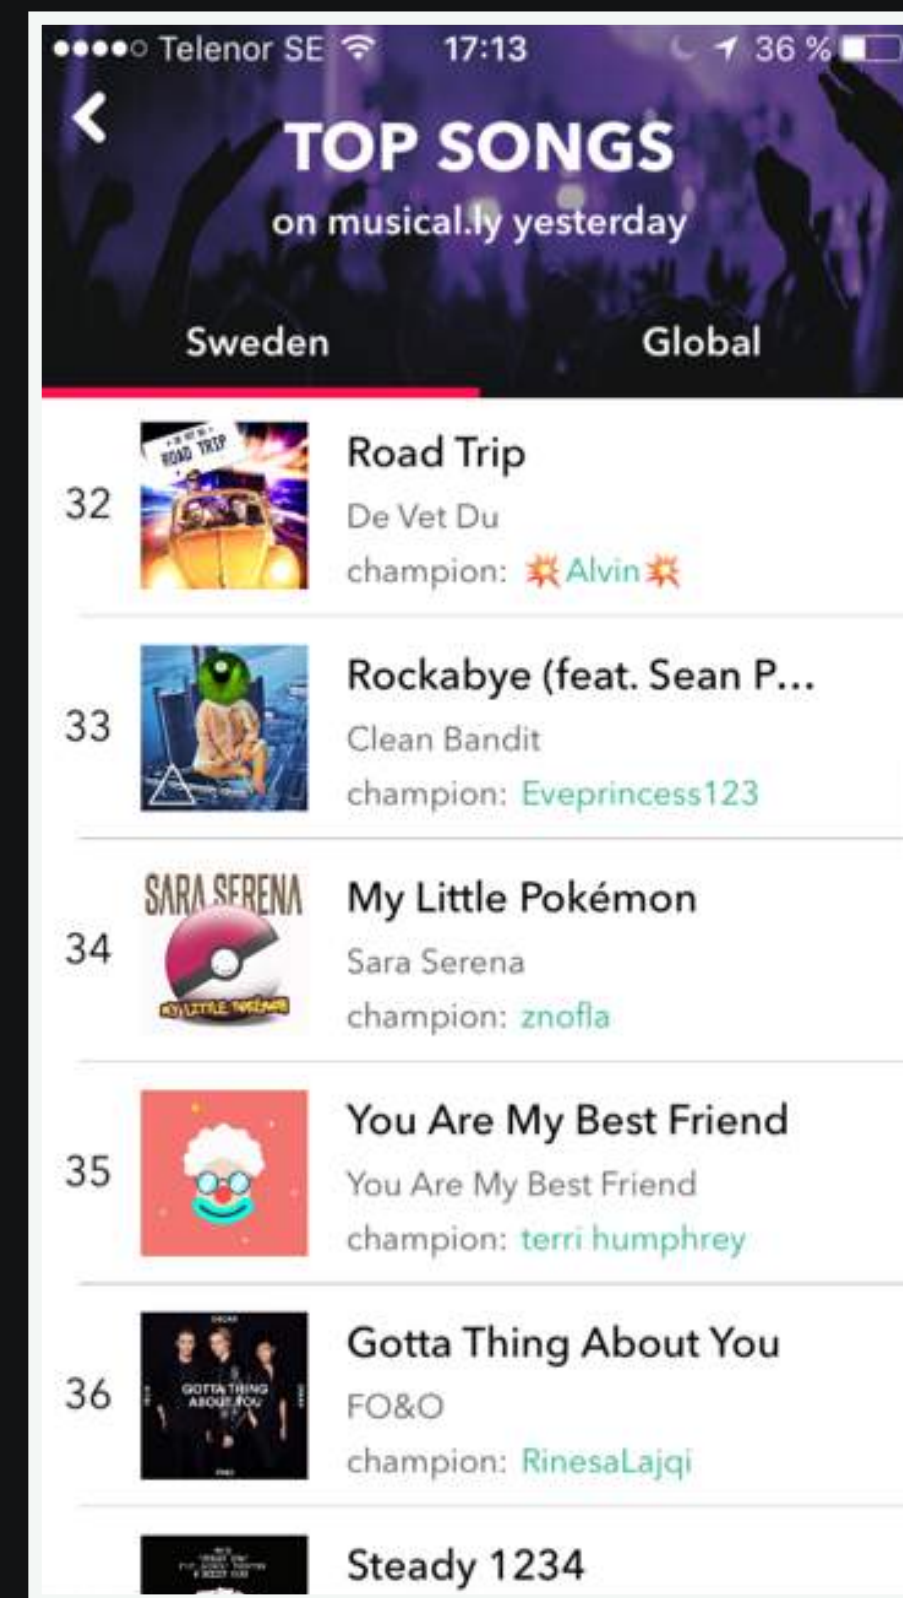 Telenor SE 17:13 36 %
TOP SONGS
on musical.ly yesterday
Sweden Global
ROAD TRIP
32
Road Trip
De Vet Du
champion: 💥Alvin💥
33
Rockabye (feat. Sean P...
Clean Bandit
champion: Eveprincess123
SARA SERENA
MY LITTLE POKÉMON
34
My Little Pokémon
Sara Serena
champion: znofla
35
You Are My Best Friend
You Are My Best Friend
champion: terri humphrey
GOTTA THING
ABOUT YOU
36
Gotta Thing About You
FO&O
champion: RinesaLajqi
Steady 1234